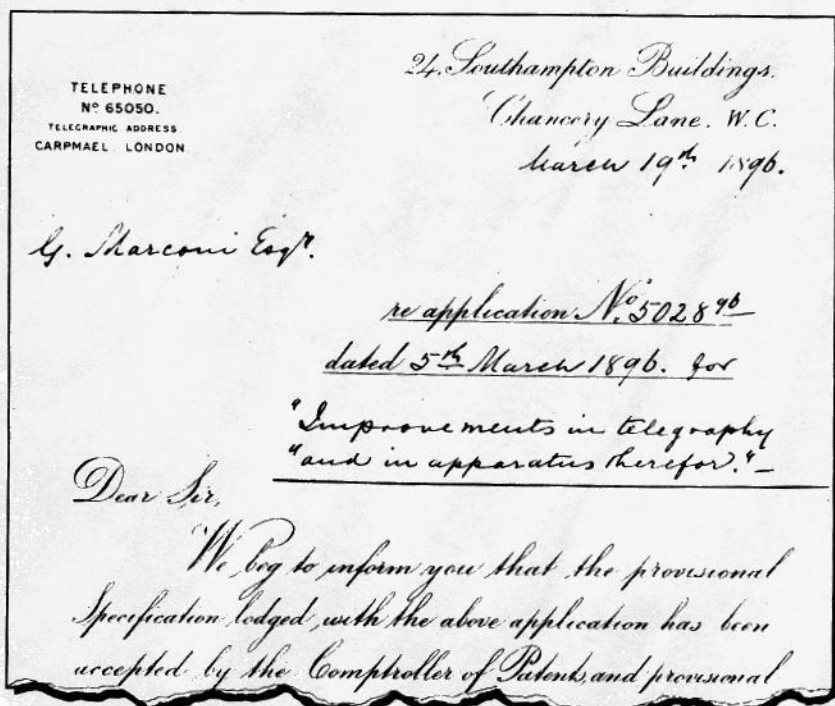 TELEPHONE
No 65050.
TELEGRAPHIC ADDRESS.
CARPMAEL. LONDON
24, Southampton Buildings.
Chancery Lane. W.C.
March 19th 1896.
G. Marconi Esqr.
re application No. 5028 96
dated 5th March 1896. for
"Improvements in telegraphy
"and in apparatus therefor."
Dear Sir,
We beg to inform you that the provisional
Specification lodged with the above application has been
accepted by the Comptroller of Patents, and provisional